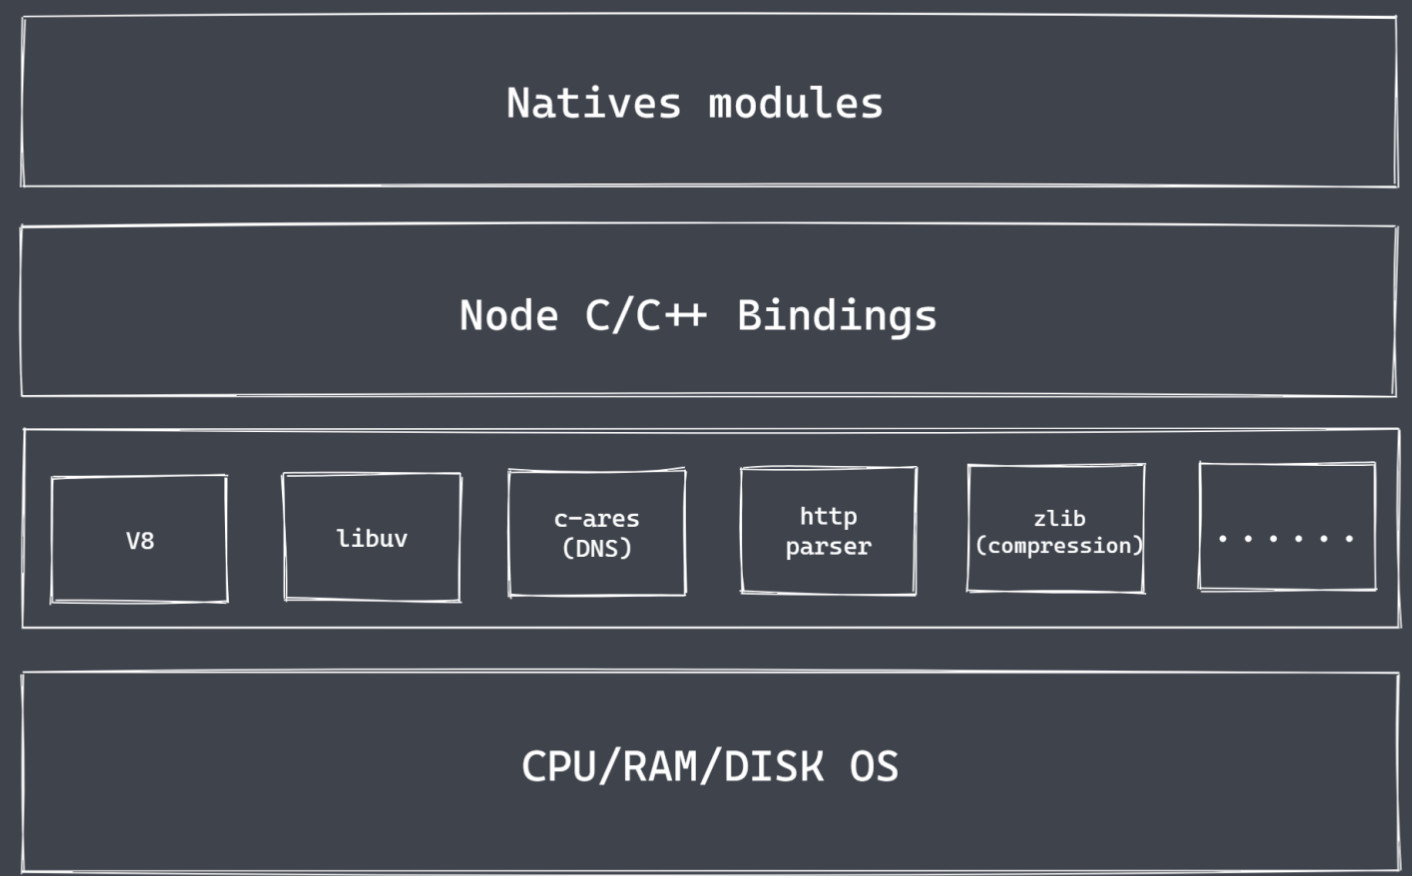 Natives modules
Node C/C++ Bindings
V8
libuv
c-ares
(DNS)
http
parser
zlib
(compression)
......
CPU/RAM/DISK OS